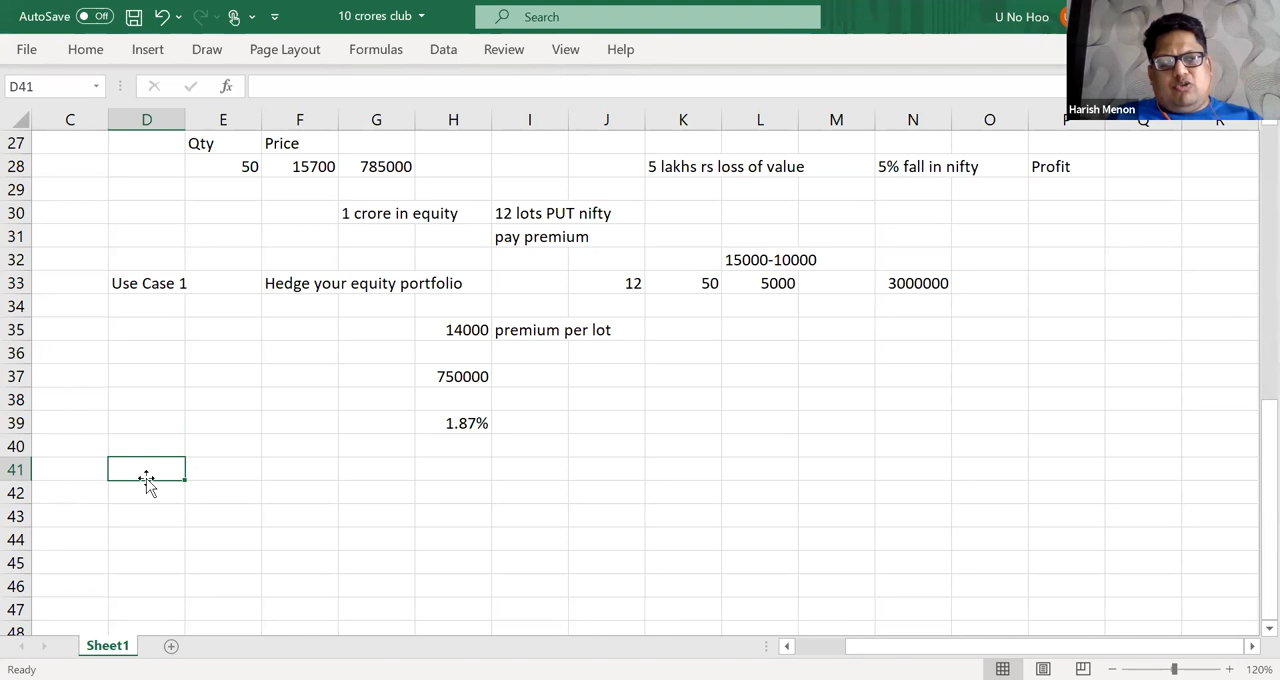 AutoSave Off
10 crores club
Search
U No Hoo
File Home Insert Draw Page Layout Formulas Data Review View Help
Harish Menon
D41 fx
C D E F G H I J K L M N O P Q R
27 Qty Price
28 50 15700 785000 5 lakhs rs loss of value 5% fall in nifty Profit
29
30 1 crore in equity 12 lots PUT nifty
31 pay premium
32 15000-10000
33 Use Case 1 Hedge your equity portfolio 12 50 5000 3000000
34
35 14000 premium per lot
36
37 750000
38
39 1.87%
40
41
42
43
44
45
46
47
48
Sheet1
Ready 120%